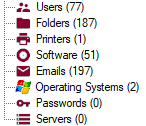 Users (77)
Folders (187)
Printers (1)
Software (51)
Emails (197)
Operating Systems (2)
Passwords (0)
Servers (0)